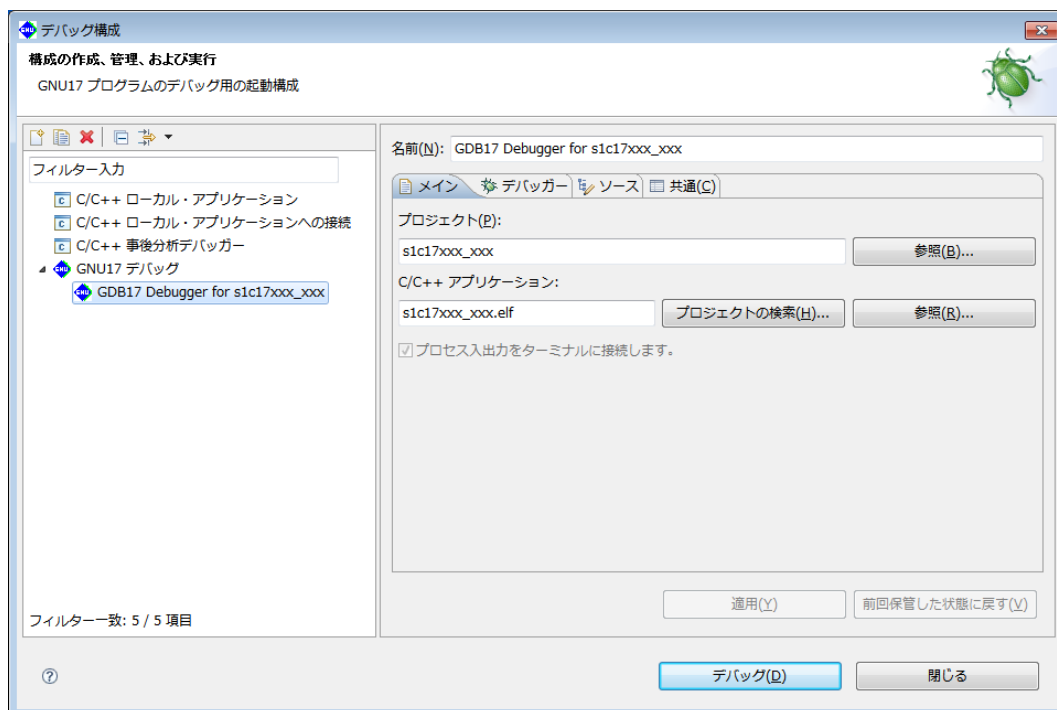 デバッグ構成
構成の作成、管理、および実行
GNU17 プログラムのデバッグ用の起動構成
フィルター入力
C/C++ ローカル・アプリケーション
C/C++ ローカル・アプリケーションへの接続
C/C++ 事後分析デバッガー
GNU17 デバッグ
GDB17 Debugger for s1c17xxx_xxx
フィルター一致: 5 / 5 項目
名前(N): GDB17 Debugger for s1c17xxx_xxx
メイン デバッガー ソース 共通(C)
プロジェクト(P):
s1c17xxx_xxx 参照(B)...
C/C++ アプリケーション:
s1c17xxx_xxx.elf プロジェクトの検索(H)... 参照(R)...
プロセス入出力をターミナルに接続します。
適用(Y) 前回保管した状態に戻す(V)
デバッグ(D) 閉じる